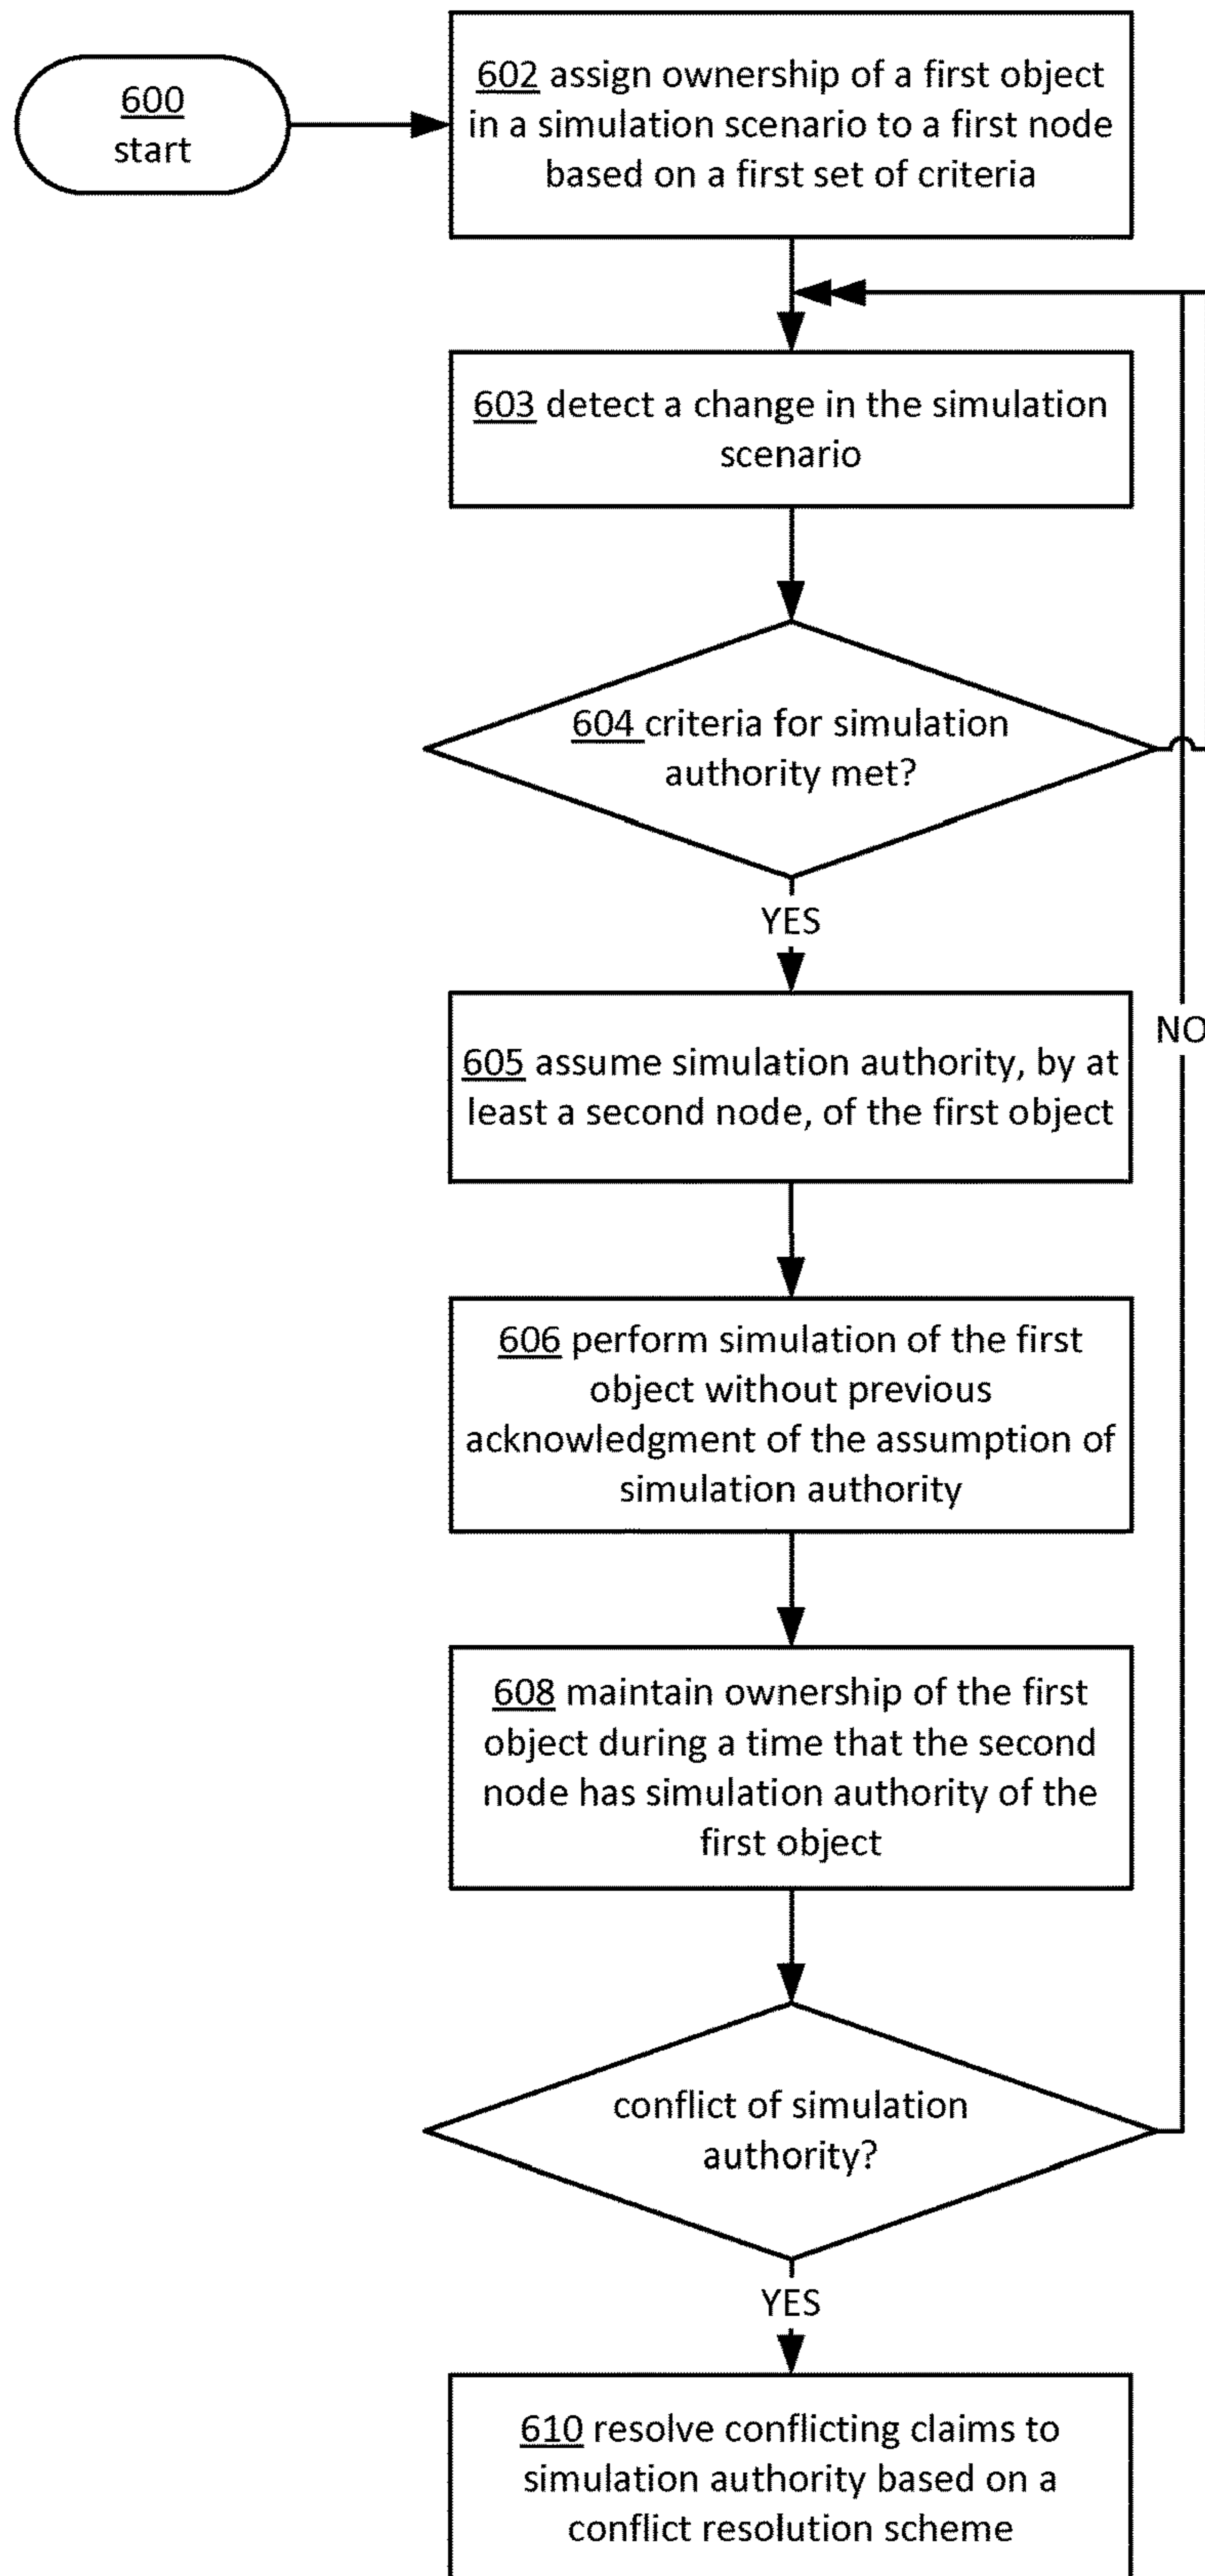 600
start
602 assign ownership of a first object
in a simulation scenario to a first node
based on a first set of criteria
603 detect a change in the simulation
scenario
604 criteria for simulation
authority met?
YES
605 assume simulation authority, by at
least a second node, of the first object
NO
606 perform simulation of the first
object without previous
acknowledgment of the assumption of
simulation authority
608 maintain ownership of the first
object during a time that the second
node has simulation authority of the
first object
conflict of simulation
authority?
YES
610 resolve conflicting claims to
simulation authority based on a
conflict resolution scheme